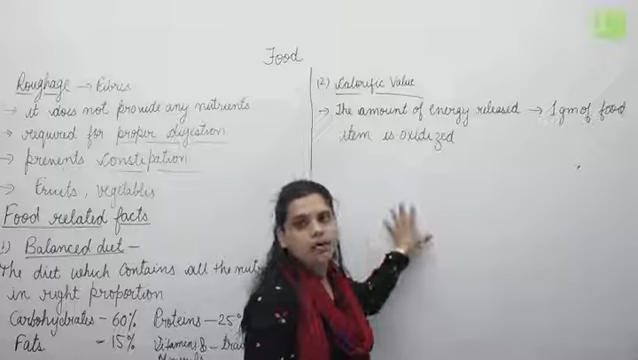 Food
Roughage → Fibres
→ it does not provide any nutrients
→ required for proper digestion
→ prevents Constipation
→ Fruits, vegetables
Food related facts
1) Balanced diet —
The diet which contains all the nut
in right proportion
Carbohydrates - 60% Proteins — 25%
Fats - 15% Vitamins &
Minerals
(2) Calorific Value
→ The amount of energy released → 1 gm of food
item is oxidized